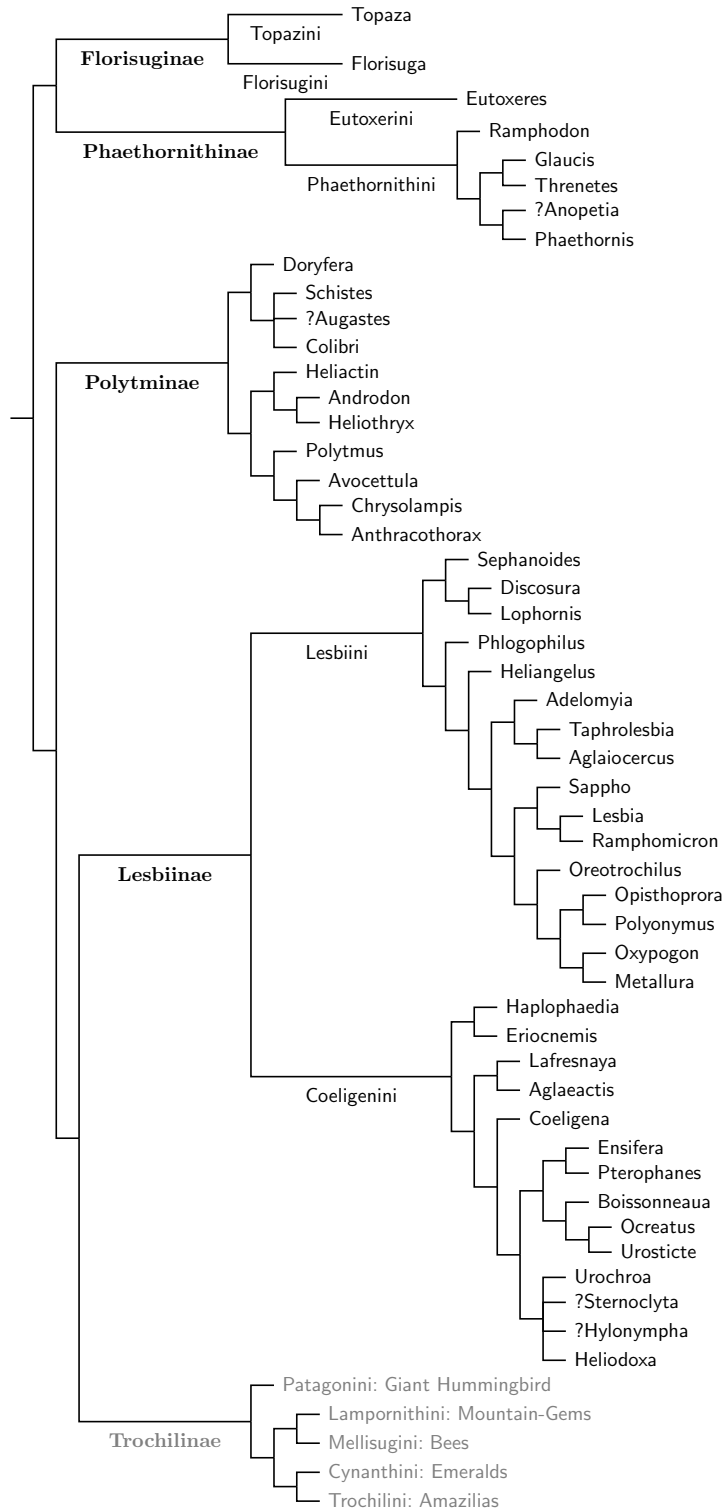 Topaza
Topazini
Florisuginae
Florisuga
Florisugini
Eutoxeres
Eutoxerini
Ramphodon
Phaethornithinae
Glaucis
Phaethornithini
Threnetes
?Anopetia
Phaethornis
Doryfera
Schistes
?Augastes
Colibri
Heliactin
Polytminae
Androdon
Heliothryx
Polytmus
Avocettula
Chrysolampis
Anthracothorax
Sephanoides
Discosura
Lophornis
Phlogophilus
Lesbiini
Heliangelus
Adelomyia
Taphrolesbia
Aglaiocercus
Sappho
Lesbia
Ramphomicron
Oreotrochilus
Lesbiinae
Opisthoprora
Polyonymus
Oxypogon
Metallura
Haplophaedia
Eriocnemis
Lafresnaya
Aglaeactis
Coeligenini
Coeligena
Ensifera
Pterophanes
Boissonneaua
Ocreatus
Urosticte
Urochroa
?Sternoclyta
?Hylonympha
Heliodoxa
Patagonini: Giant Hummingbird
Lampornithini: Mountain-Gems
Trochilinae
Mellisugini: Bees
Cynanthini: Emeralds
Trochilini: Amazilias